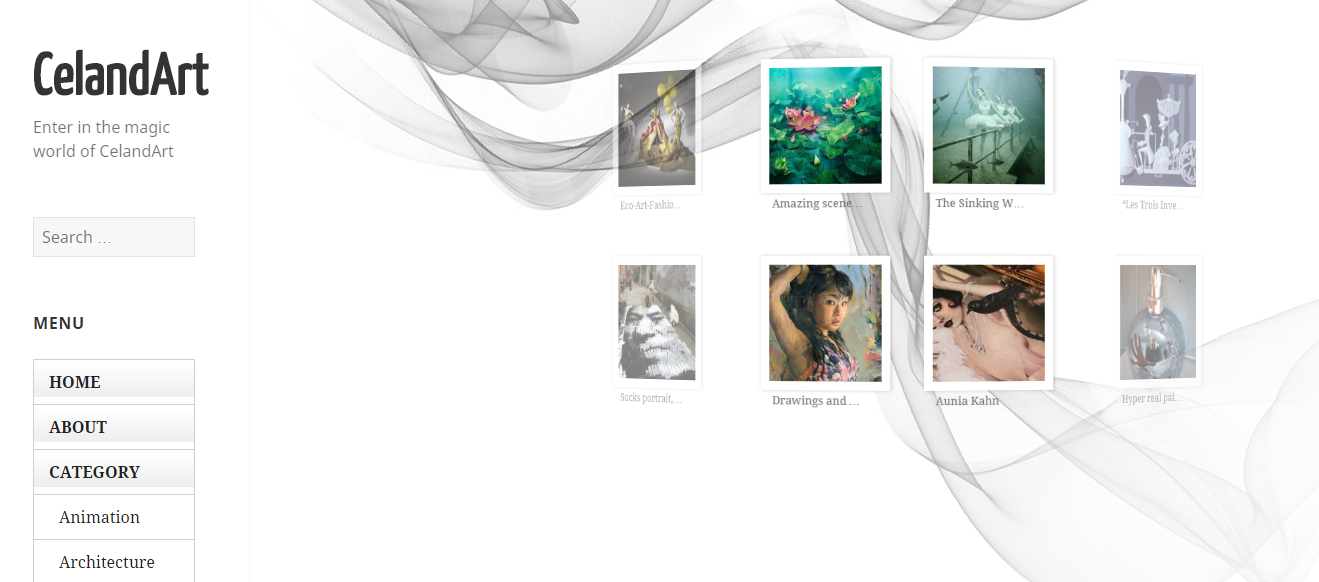 CelandArt
Enter in the magic
world of CelandArt
Search …
MENU
HOME
ABOUT
CATEGORY
Animation
Architecture
Eco-Art-Fashio…
Amazing scene…
The Sinking W…
“Les Trois Inve…
Socks portrait, …
Drawings and …
Aunia Kahn
Hyper real pai…